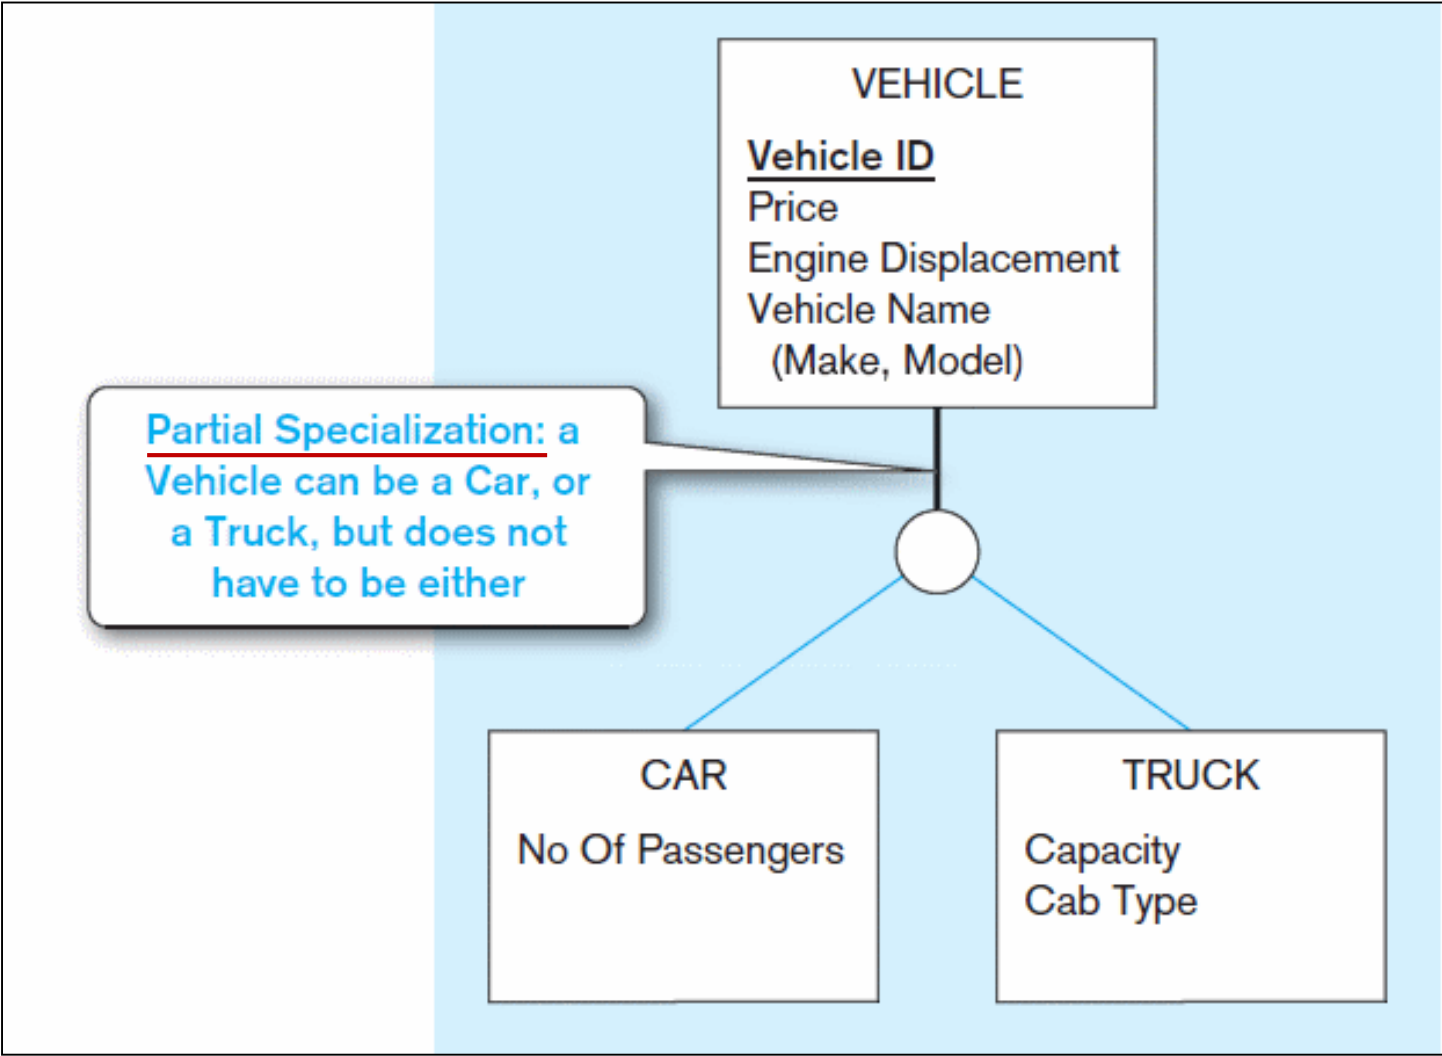 VEHICLE
Vehicle ID
Price
Engine Displacement
Vehicle Name
(Make, Model)
Partial Specialization: a
Vehicle can be a Car, or
a Truck, but does not
have to be either
CAR
No Of Passengers
TRUCK
Capacity
Cab Type